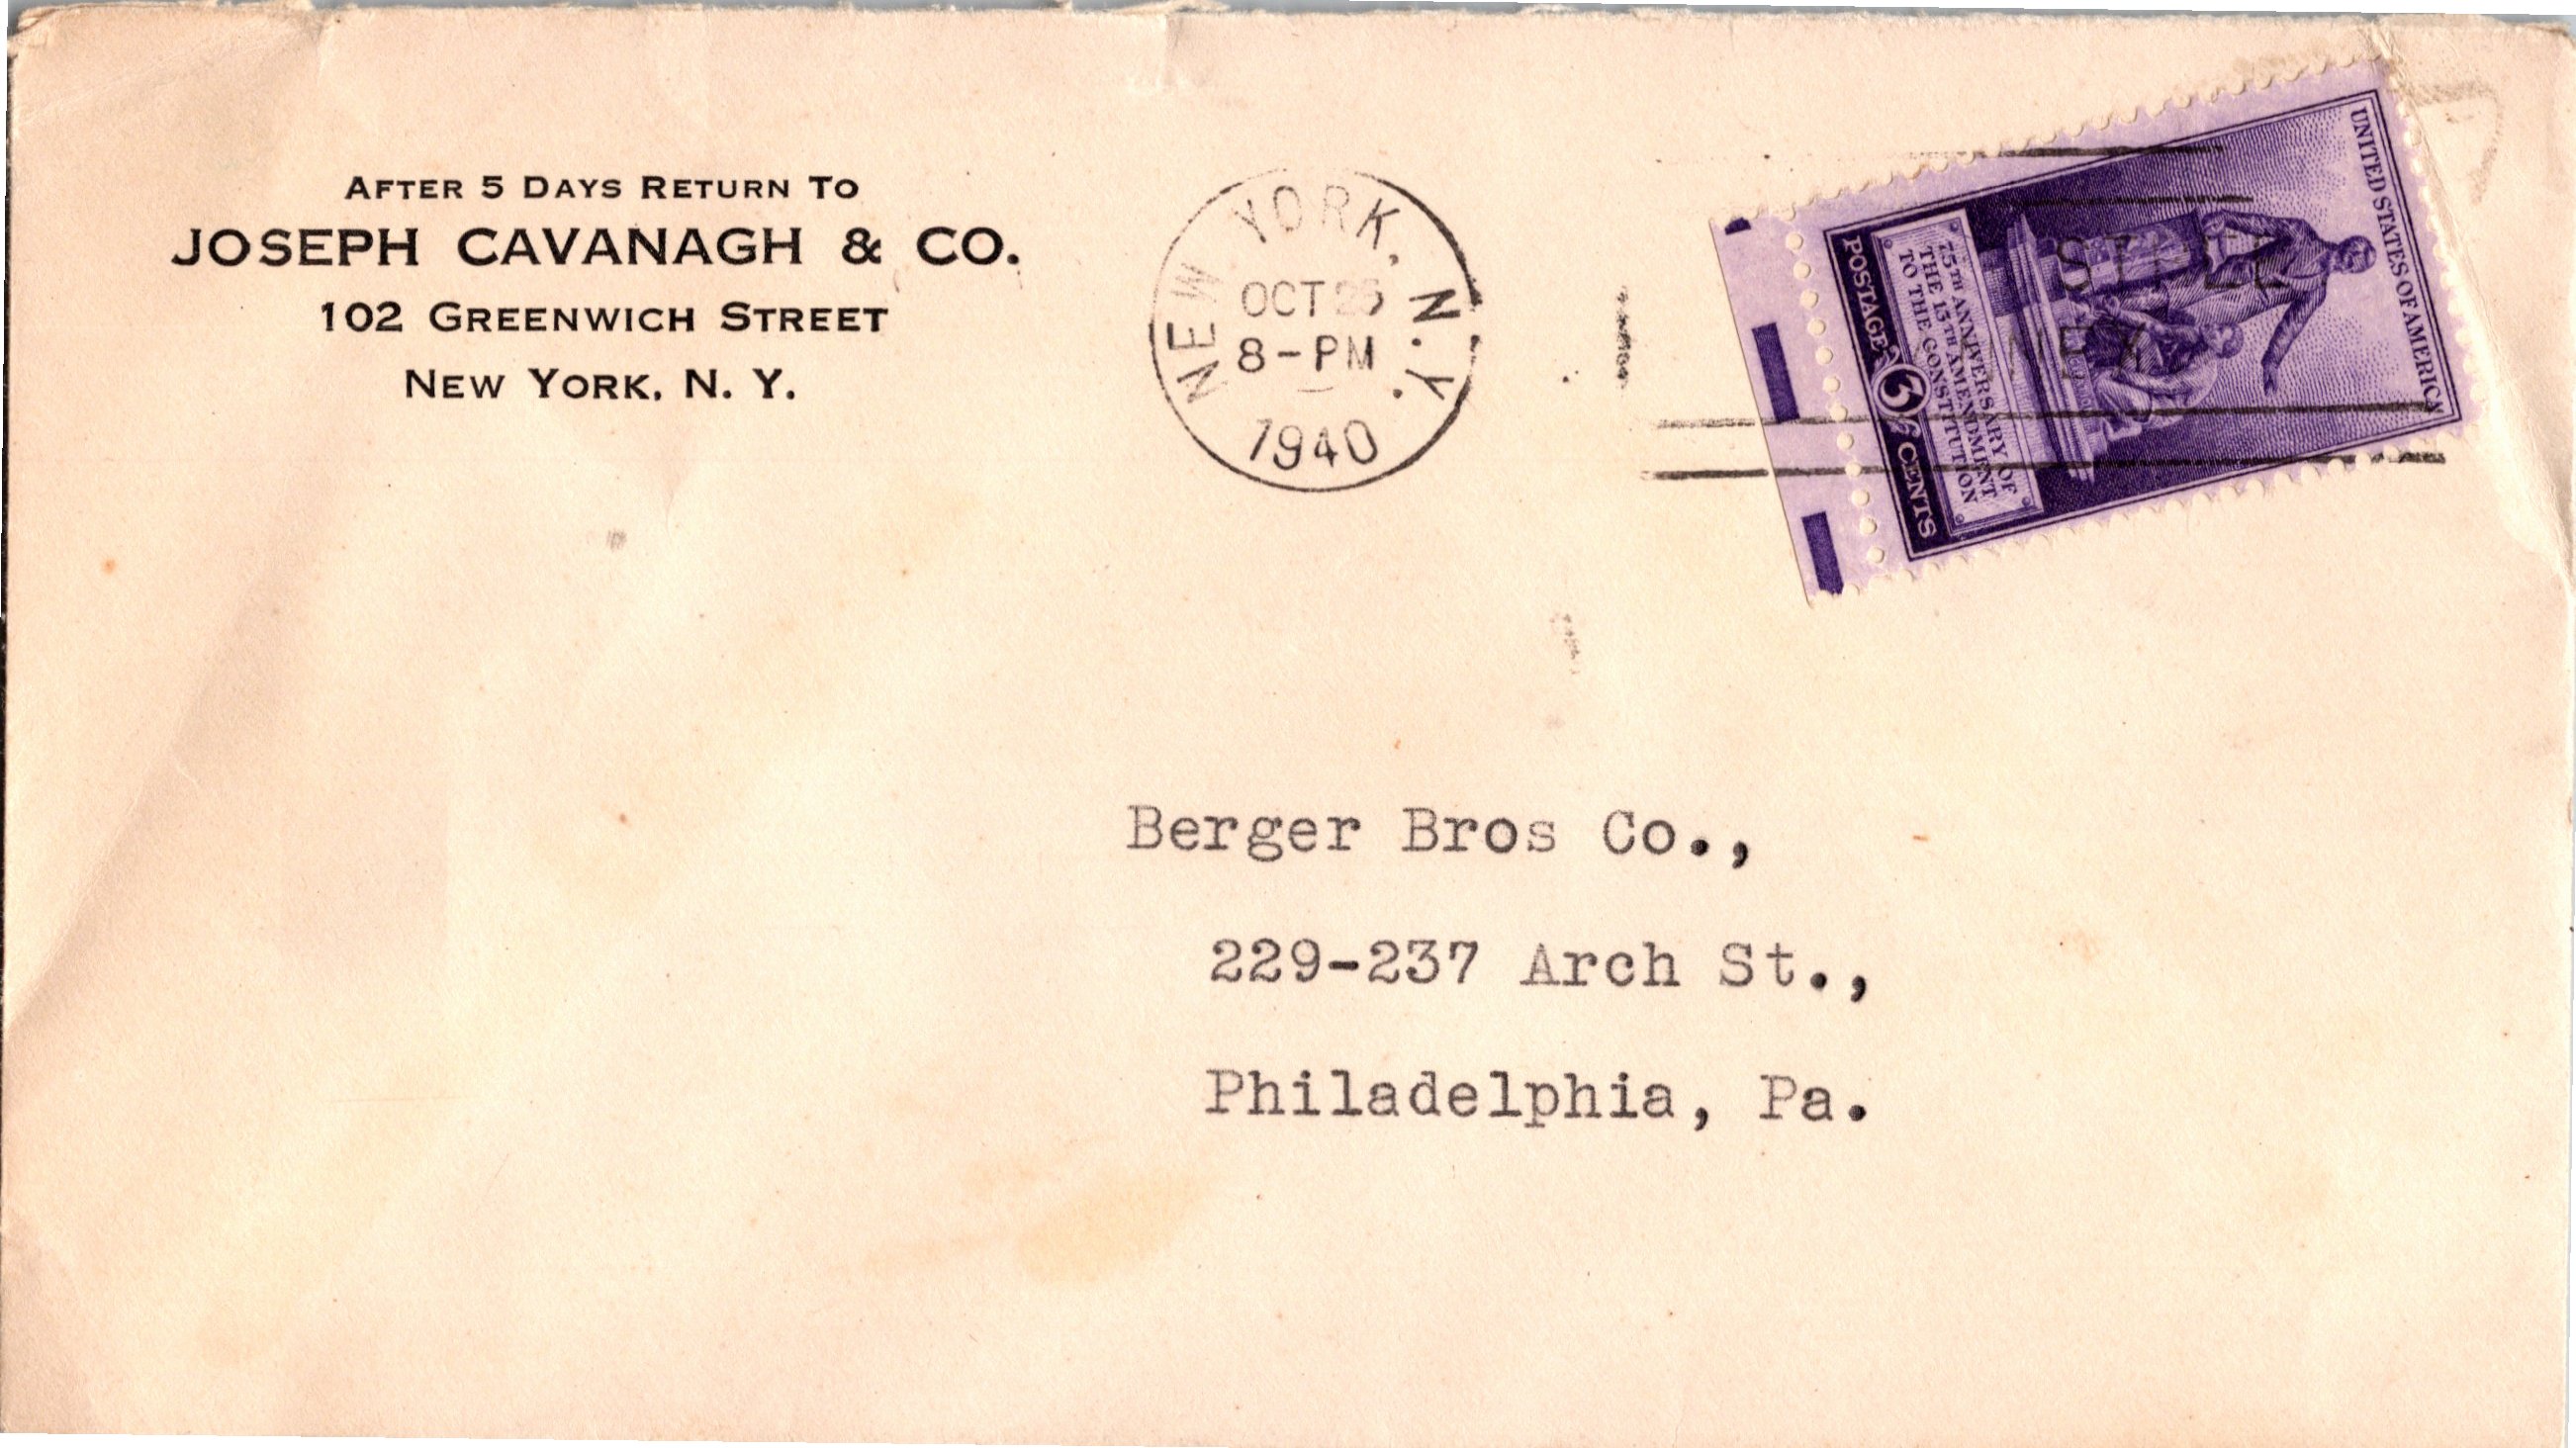 AFTER 5 DAYS RETURN TO
JOSEPH CAVANAGH & CO.
102 GREENWICH STREET
NEW YORK, N. Y.
NEW YORK, N.Y.
OCT 25
8-PM
1940
UNITED STATES OF AMERICA
75TH ANNIVERSARY OF
THE 13TH AMENDMENT
TO THE CONSTITUTION
POSTAGE 3 CENTS
Berger Bros Co.,
229-237 Arch St.,
Philadelphia, Pa.